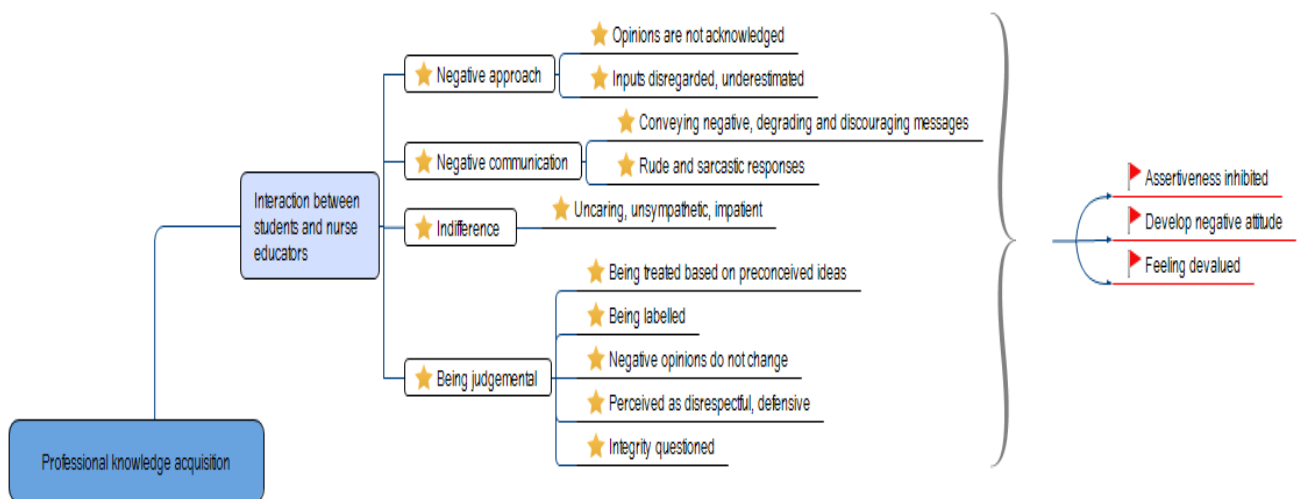 Opinions are not acknowledged
Negative approach
Inputs disregarded, underestimated
Conveying negative, degrading and discouraging messages
Negative communication
Rude and sarcastic responses
Interaction between
students and nurse
educators
Uncaring, unsympathetic, impatient
Indifference
Being treated based on preconceived ideas
Being labelled
Being judgemental
Negative opinions do not change
Perceived as disrespectful, defensive
Integrity questioned
Professional knowledge acquisition
Assertiveness inhibited
Develop negative attitude
Feeling devalued